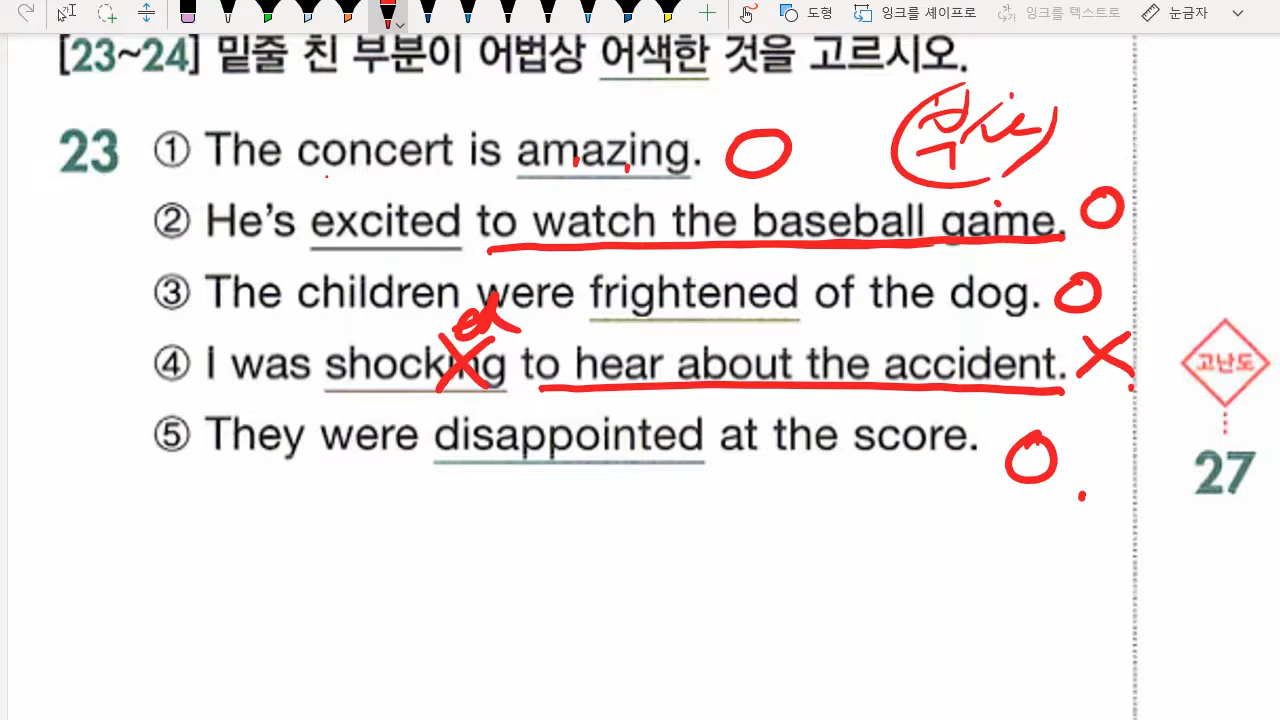 도형 잉크를 셰이프로 잉크를 텍스트로 눈금자
[23~24] 밑줄 친 부분이 어법상 어색한 것을 고르시오.
23 ① The concert is amazing. O
② He's excited to watch the baseball game. O
③ The children were frightened of the dog. O
ed
④ I was shocking to hear about the accident. X
⑤ They were disappointed at the score. O
고난도
27